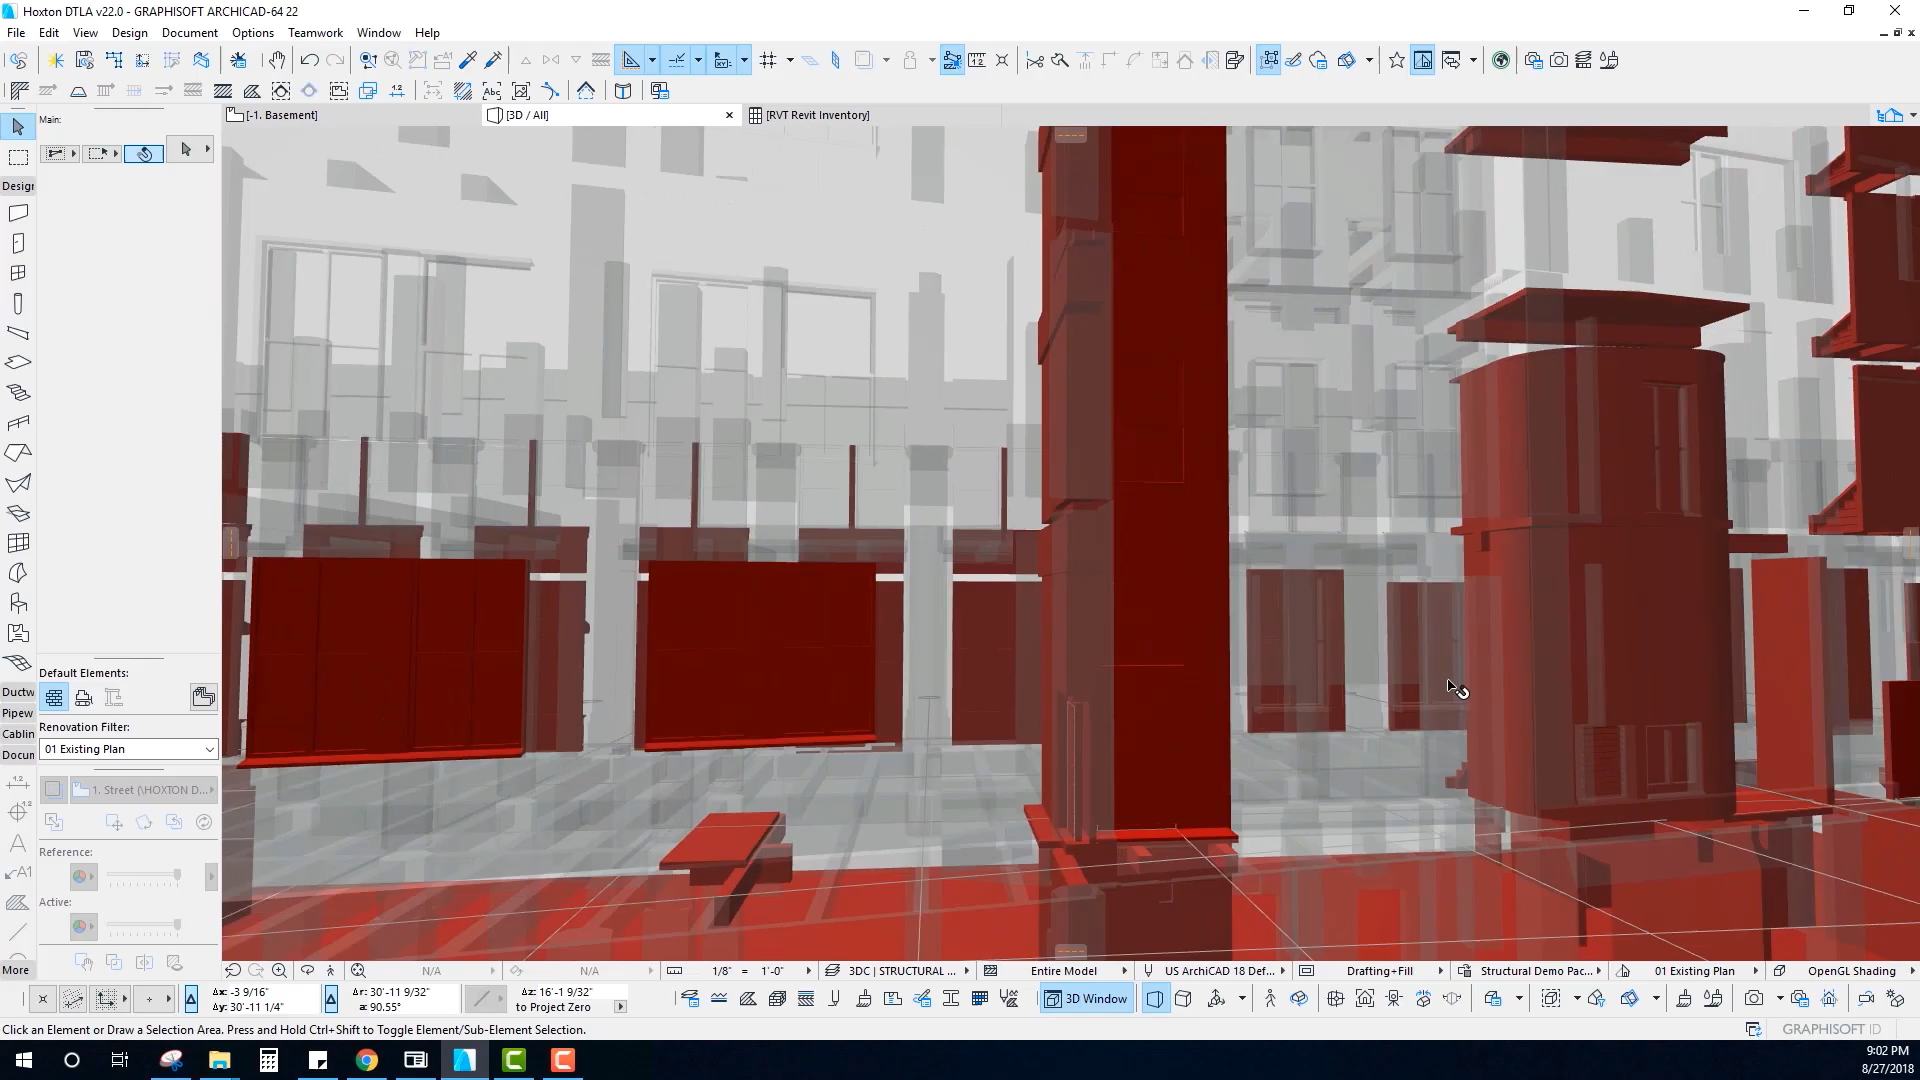 Hoxton DTLA v22.0 - GRAPHISOFT ARCHICAD-64 22
File Edit View Design Document Options Teamwork Window Help
[-1. Basement]
[3D / All]
[RVT Revit Inventory]
Main:
Design
Default Elements:
Ductw
Pipew
Renovation Filter:
Cablin
01 Existing Plan
Docum
1. Street (\HOXTON D...
Reference:
Active:
More
N/A
N/A
1/8" = 1'-0"
3DC | STRUCTURAL ...
Entire Model
US ArchiCAD 18 Def...
Drafting+Fill
Structural Demo Pac...
01 Existing Plan
OpenGL Shading
Δx: -3 9/16"
Δy: 30'-11 1/4"
Δr: 30'-11 9/32"
a: 90.55°
Δz: 16'-1 9/32"
to Project Zero
3D Window
Click an Element or Draw a Selection Area. Press and Hold Ctrl+Shift to Toggle Element/Sub-Element Selection.
GRAPHISOFT ID
9:02 PM
8/27/2018